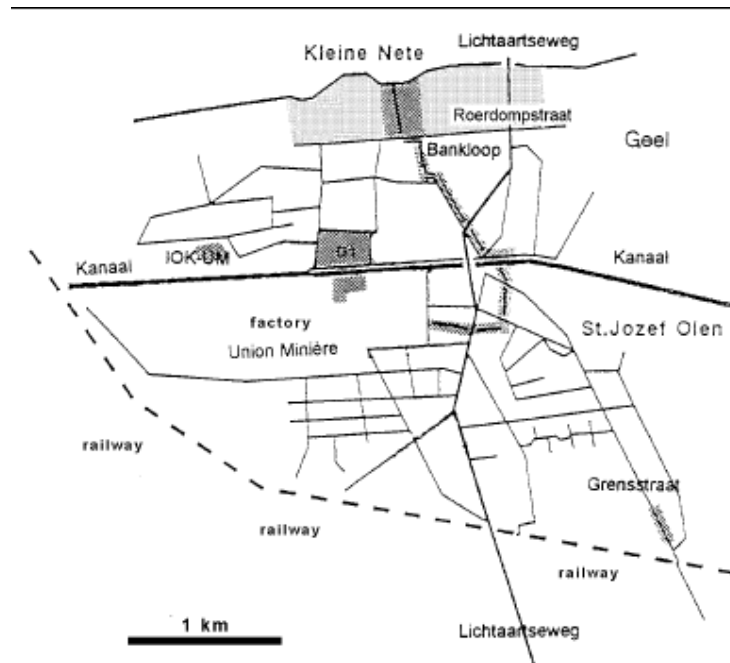 Lichtaartseweg
Kleine Nete
Roerdompstraat
Geel
Bankloop
D1
Kanaal
IOK-UM
Kanaal
factory
Union Minière
St.Jozef Olen
railway
Grensstraat
railway
railway
1 km
Lichtaartseweg